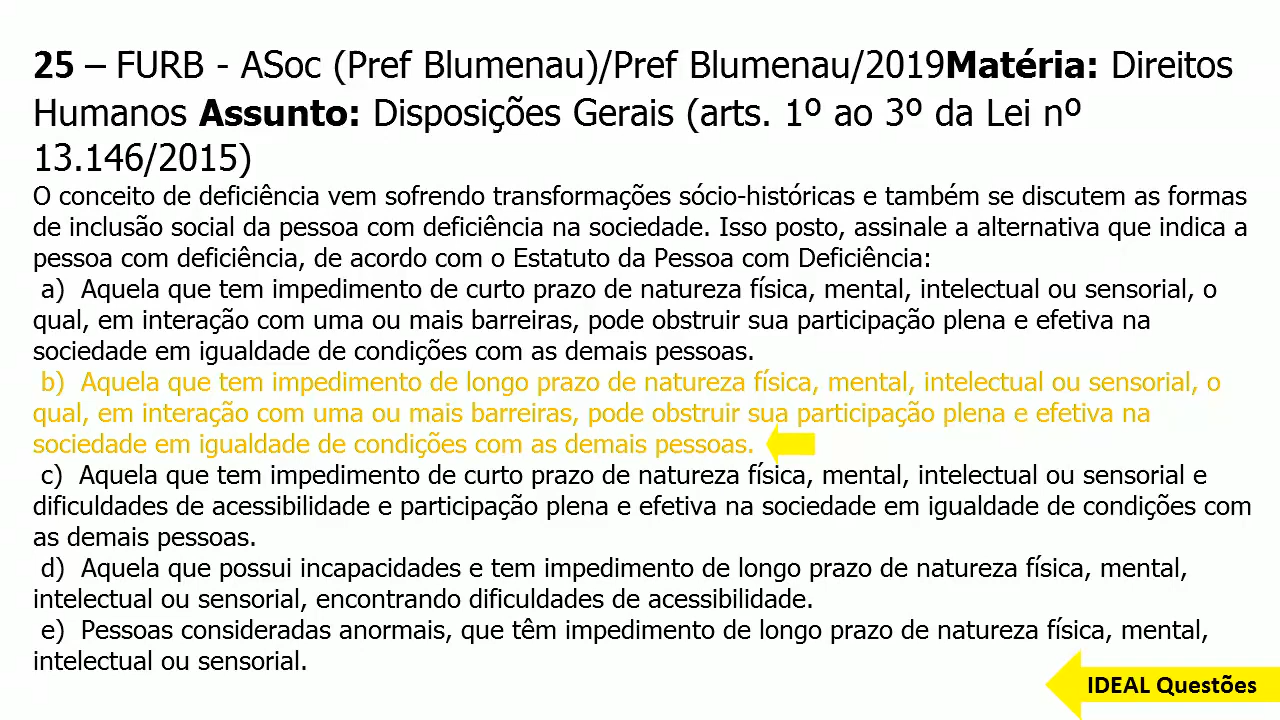 25 – FURB - ASoc (Pref Blumenau)/Pref Blumenau/2019Matéria: Direitos
Humanos Assunto: Disposições Gerais (arts. 1º ao 3º da Lei nº
13.146/2015)
O conceito de deficiência vem sofrendo transformações sócio-históricas e também se discutem as formas
de inclusão social da pessoa com deficiência na sociedade. Isso posto, assinale a alternativa que indica a
pessoa com deficiência, de acordo com o Estatuto da Pessoa com Deficiência:
a) Aquela que tem impedimento de curto prazo de natureza física, mental, intelectual ou sensorial, o
qual, em interação com uma ou mais barreiras, pode obstruir sua participação plena e efetiva na
sociedade em igualdade de condições com as demais pessoas.
b) Aquela que tem impedimento de longo prazo de natureza física, mental, intelectual ou sensorial, o
qual, em interação com uma ou mais barreiras, pode obstruir sua participação plena e efetiva na
sociedade em igualdade de condições com as demais pessoas.
c) Aquela que tem impedimento de curto prazo de natureza física, mental, intelectual ou sensorial e
dificuldades de acessibilidade e participação plena e efetiva na sociedade em igualdade de condições com
as demais pessoas.
d) Aquela que possui incapacidades e tem impedimento de longo prazo de natureza física, mental,
intelectual ou sensorial, encontrando dificuldades de acessibilidade.
e) Pessoas consideradas anormais, que têm impedimento de longo prazo de natureza física, mental,
intelectual ou sensorial.
IDEAL Questões